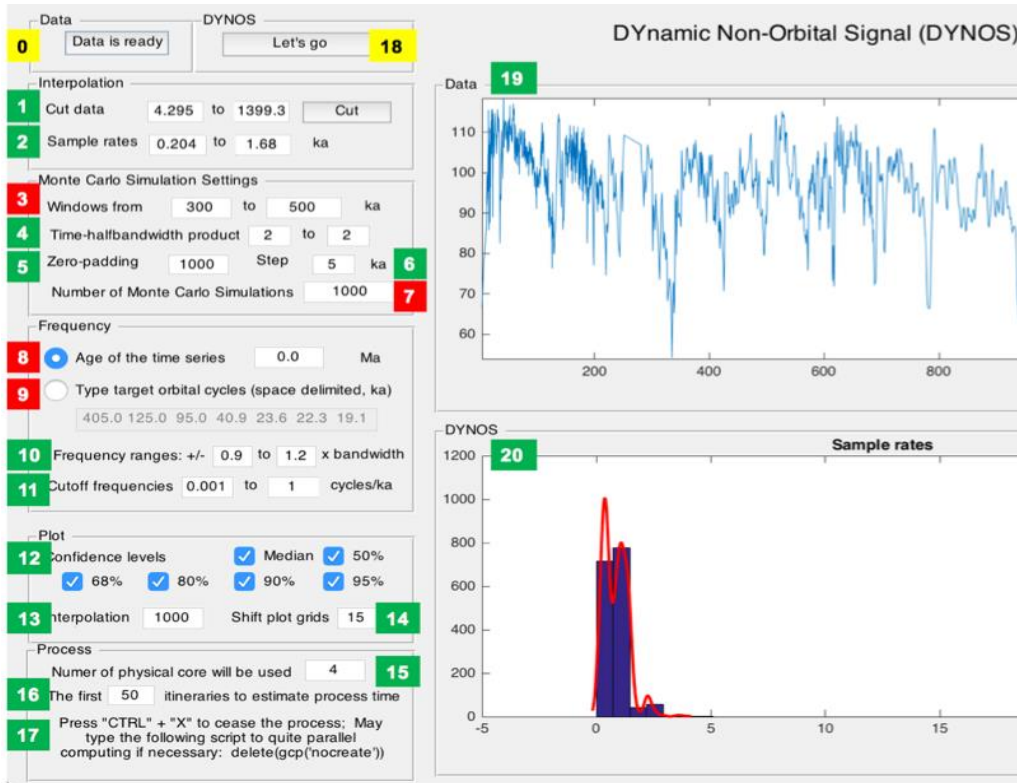 Data
DYNOS
0 Data is ready
Let's go 18
DYnamic Non-Orbital Signal (DYNOS)
Interpolation
1 Cut data 4.295 to 1399.3 Cut
2 Sample rates 0.204 to 1.68 ka
Monte Carlo Simulation Settings
3 Windows from 300 to 500 ka
4 Time-halfbandwidth product 2 to 2
5 Zero-padding 1000 Step 5 ka 6
Number of Monte Carlo Simulations 1000 7
Frequency
8 Age of the time series 0.0 Ma
9 Type target orbital cycles (space delimited, ka)
405.0 125.0 95.0 40.9 23.6 22.3 19.1
10 Frequency ranges: +/- 0.9 to 1.2 x bandwidth
11 Cutoff frequencies 0.001 to 1 cycles/ka
Plot
12 Confidence levels Median 50%
68% 80% 90% 95%
13 nterpolation 1000 Shift plot grids 15 14
Process
Numer of physical core will be used 4 15
16 The first 50 itineraries to estimate process time
17 Press "CTRL" + "X" to cease the process; May
type the following script to quite parallel
computing if necessary: delete(gcp('nocreate'))
Data 19
110
100
90
80
70
60
200 400 600 800
DYNOS
20 Sample rates
1200
1000
800
600
400
200
0
-5 0 5 10 15